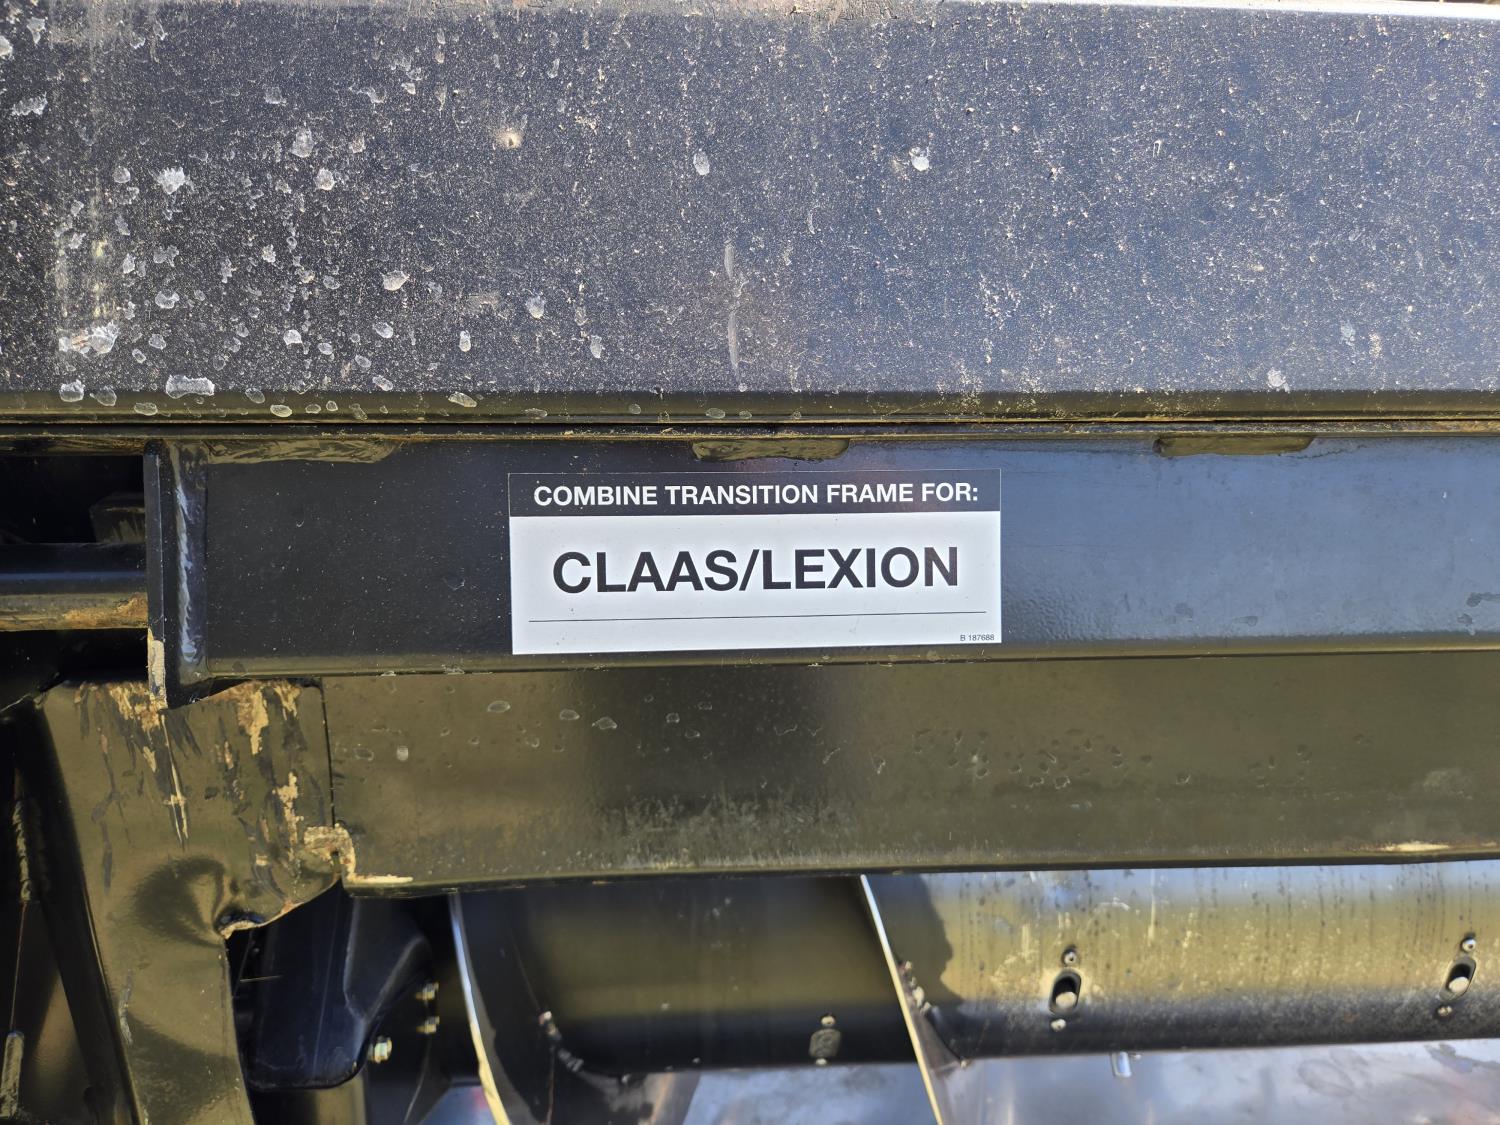 COMBINE TRANSITION FRAME FOR:
CLAAS/LEXION
B 187688